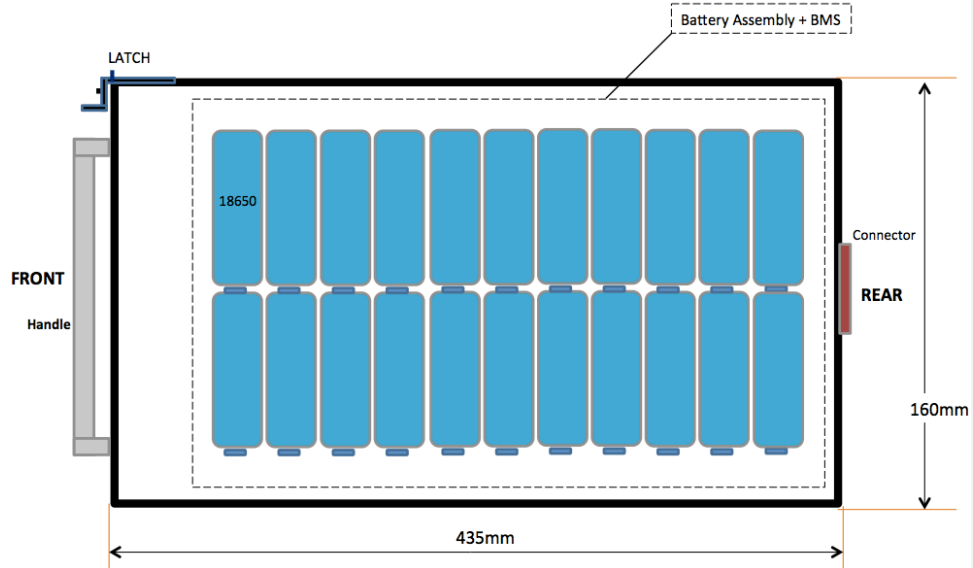 Battery Assembly + BMS
LATCH
18650
Connector
FRONT
REAR
Handle
160mm
435mm